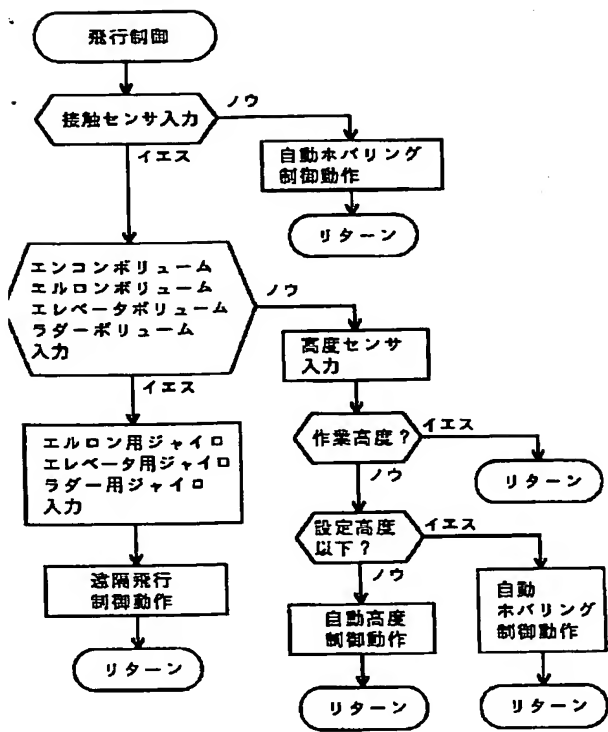 飛行制御
接触センサ入力
ノウ
イエス
自動ホバリング
制御動作
リターン
エンコンボリューム
エルロンボリューム
エレベータボリューム
ラダーボリューム
入力
ノウ
イエス
高度センサ
入力
作業高度？
イエス
ノウ
リターン
エルロン用ジャイロ
エレベータ用ジャイロ
ラダー用ジャイロ
入力
設定高度
以下？
イエス
ノウ
遠隔飛行
制御動作
リターン
自動高度
制御動作
リターン
自動
ホバリング
制御動作
リターン